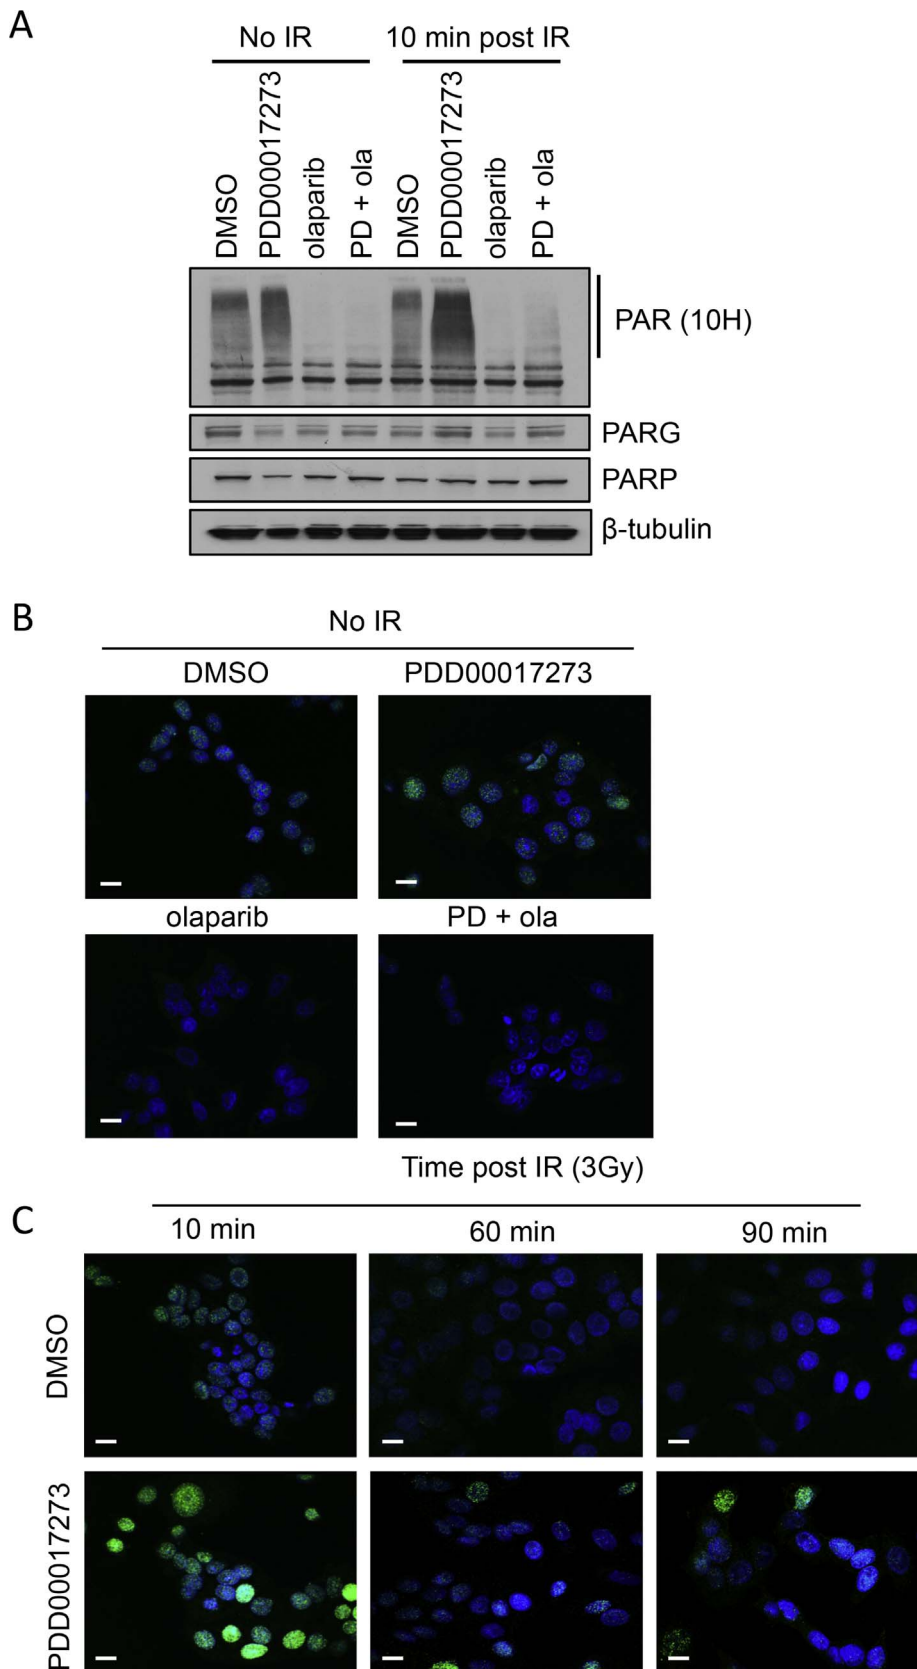 A
No IR
10 min post IR
DMSO
PDD00017273
olaparib
PD + ola
DMSO
PDD00017273
olaparib
PD + ola
PAR (10H)
PARG
PARP
β-tubulin
B
No IR
DMSO
PDD00017273
olaparib
PD + ola
Time post IR (3Gy)
C
10 min
60 min
90 min
DMSO
PDD00017273